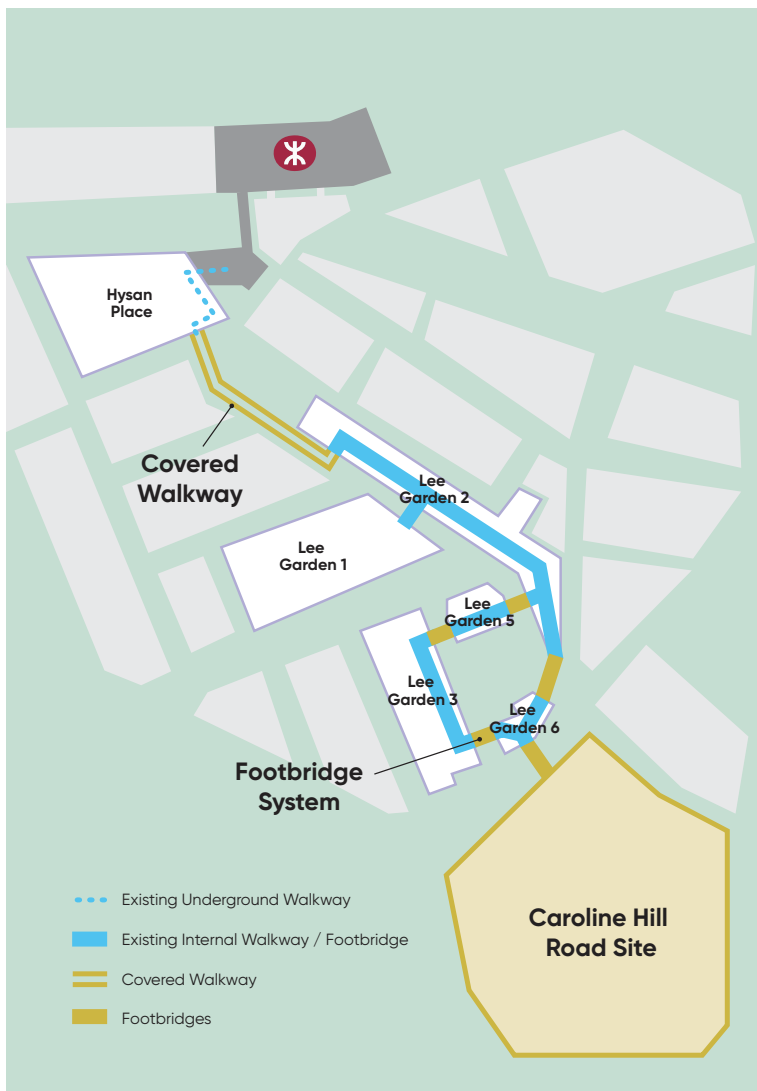 Hysan
Place
Covered
Walkway
Lee
Garden 2
Lee
Garden 1
Lee
Garden 5
Lee
Garden 3
Lee
Garden 6
Footbridge
System
Caroline Hill
Road Site
Existing Underground Walkway
Existing Internal Walkway / Footbridge
Covered Walkway
Footbridges